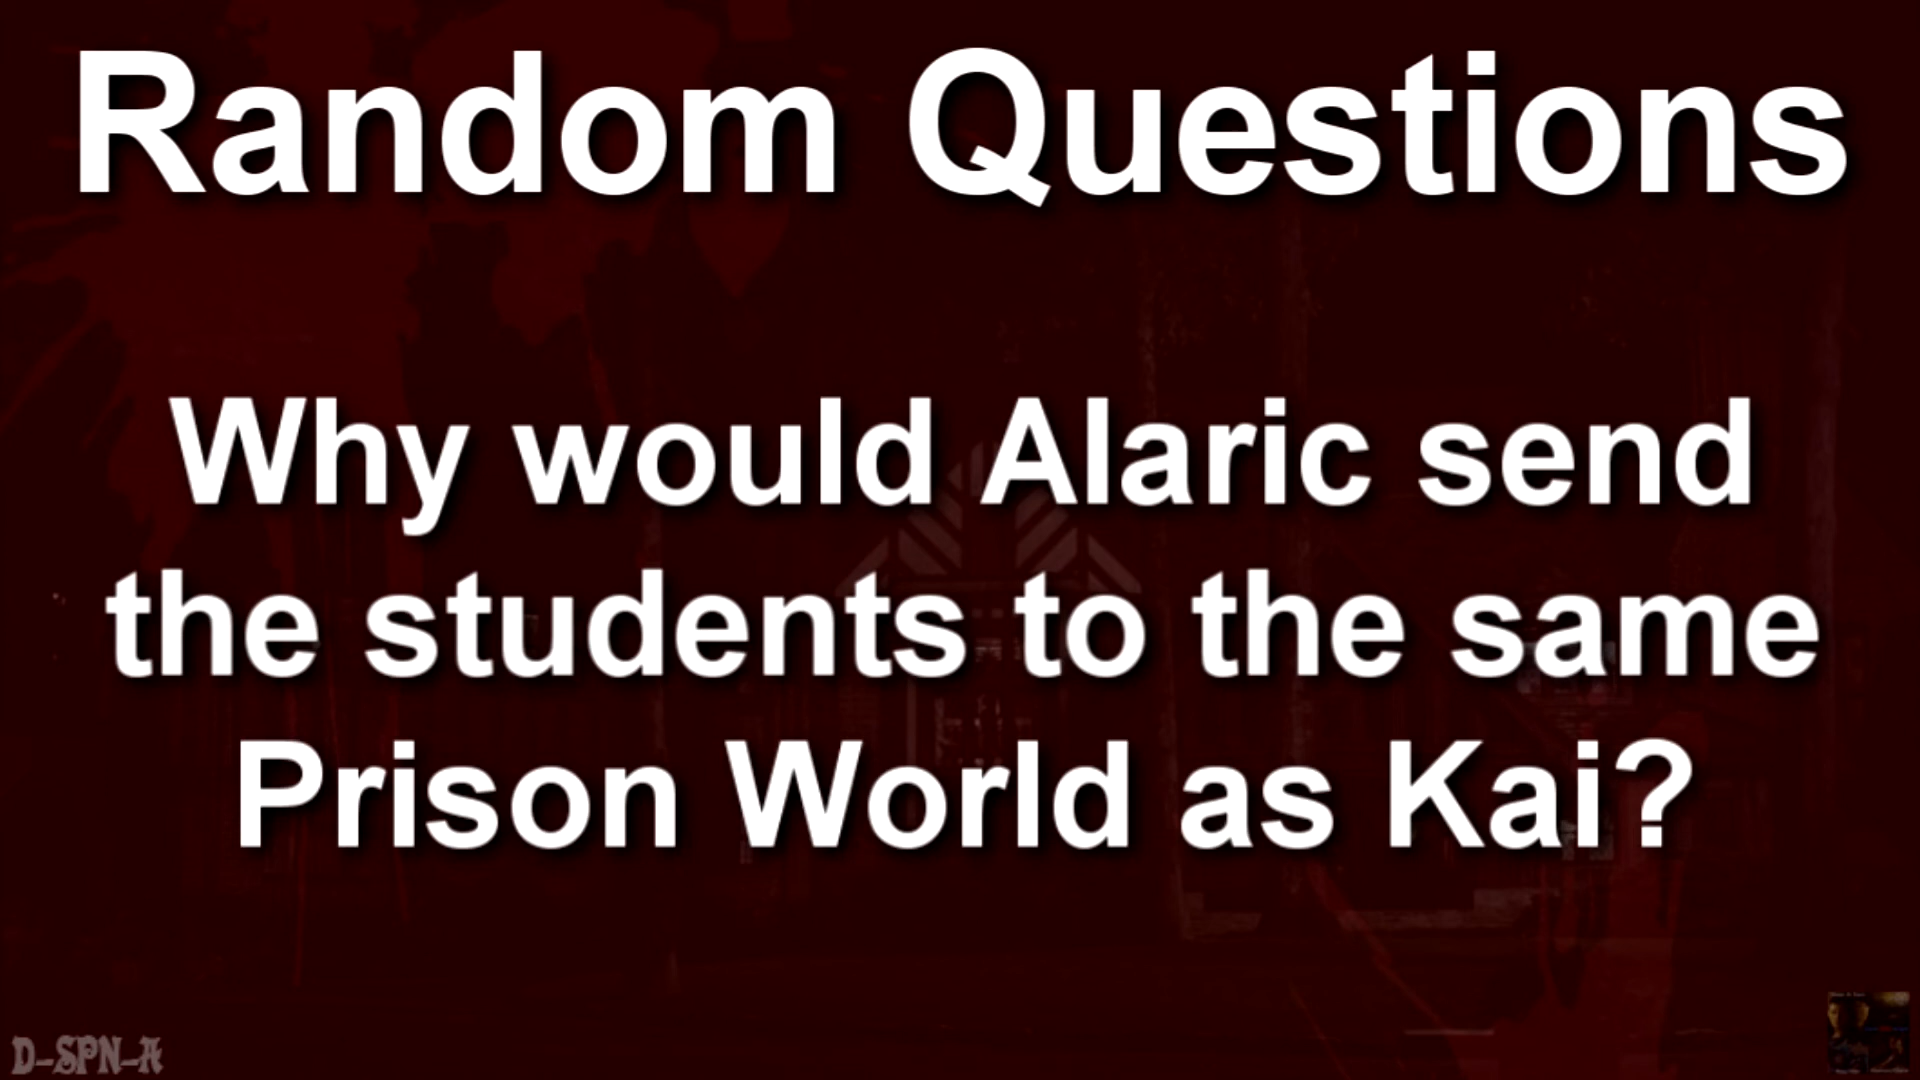 Random Questions
Why would Alaric send
the students to the same
Prison World as Kai?
D-SPN-A